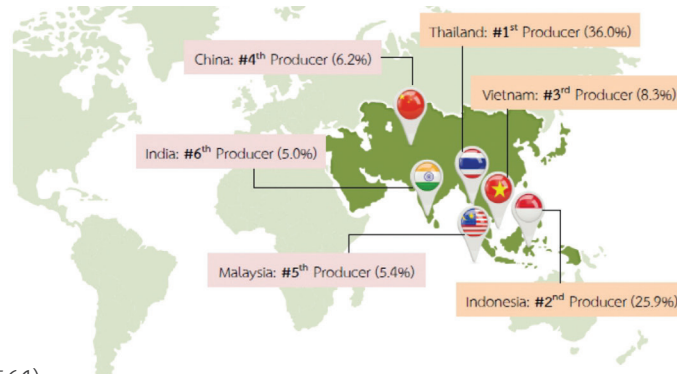 Thailand: #1st Producer (36.0%)
China: #4th Producer (6.2%)
Vietnam: #3rd Producer (8.3%)
India: #6th Producer (5.0%)
Malaysia: #5th Producer (5.4%)
Indonesia: #2nd Producer (25.9%)